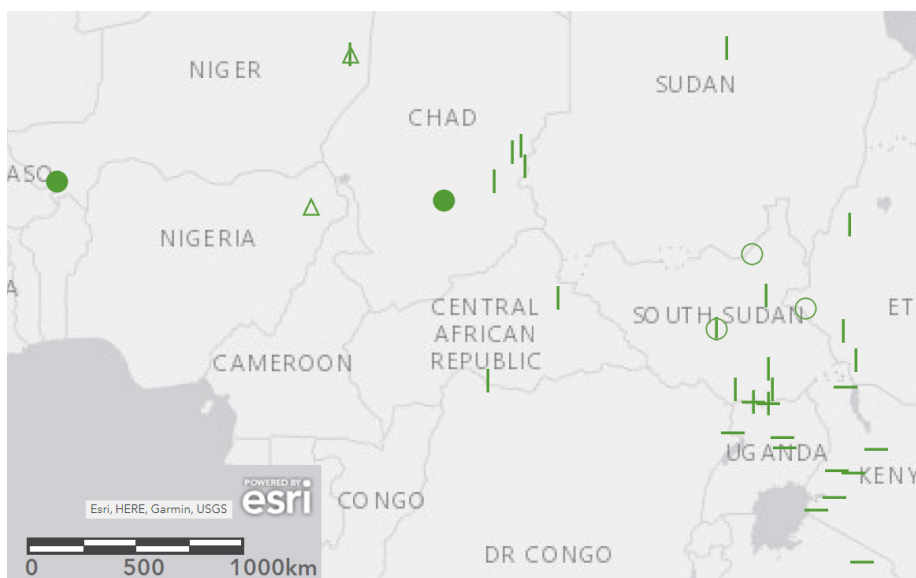 NIGER
SUDAN
CHAD
ASO
NIGERIA
A
CENTRAL
AFRICAN
REPUBLIC
SOUTH SUDAN
ET
CAMEROON
UGANDA
KENY
CONGO
DR CONGO
POWERED BY
esri
Esri, HERE, Garmin, USGS
0 500 1000km